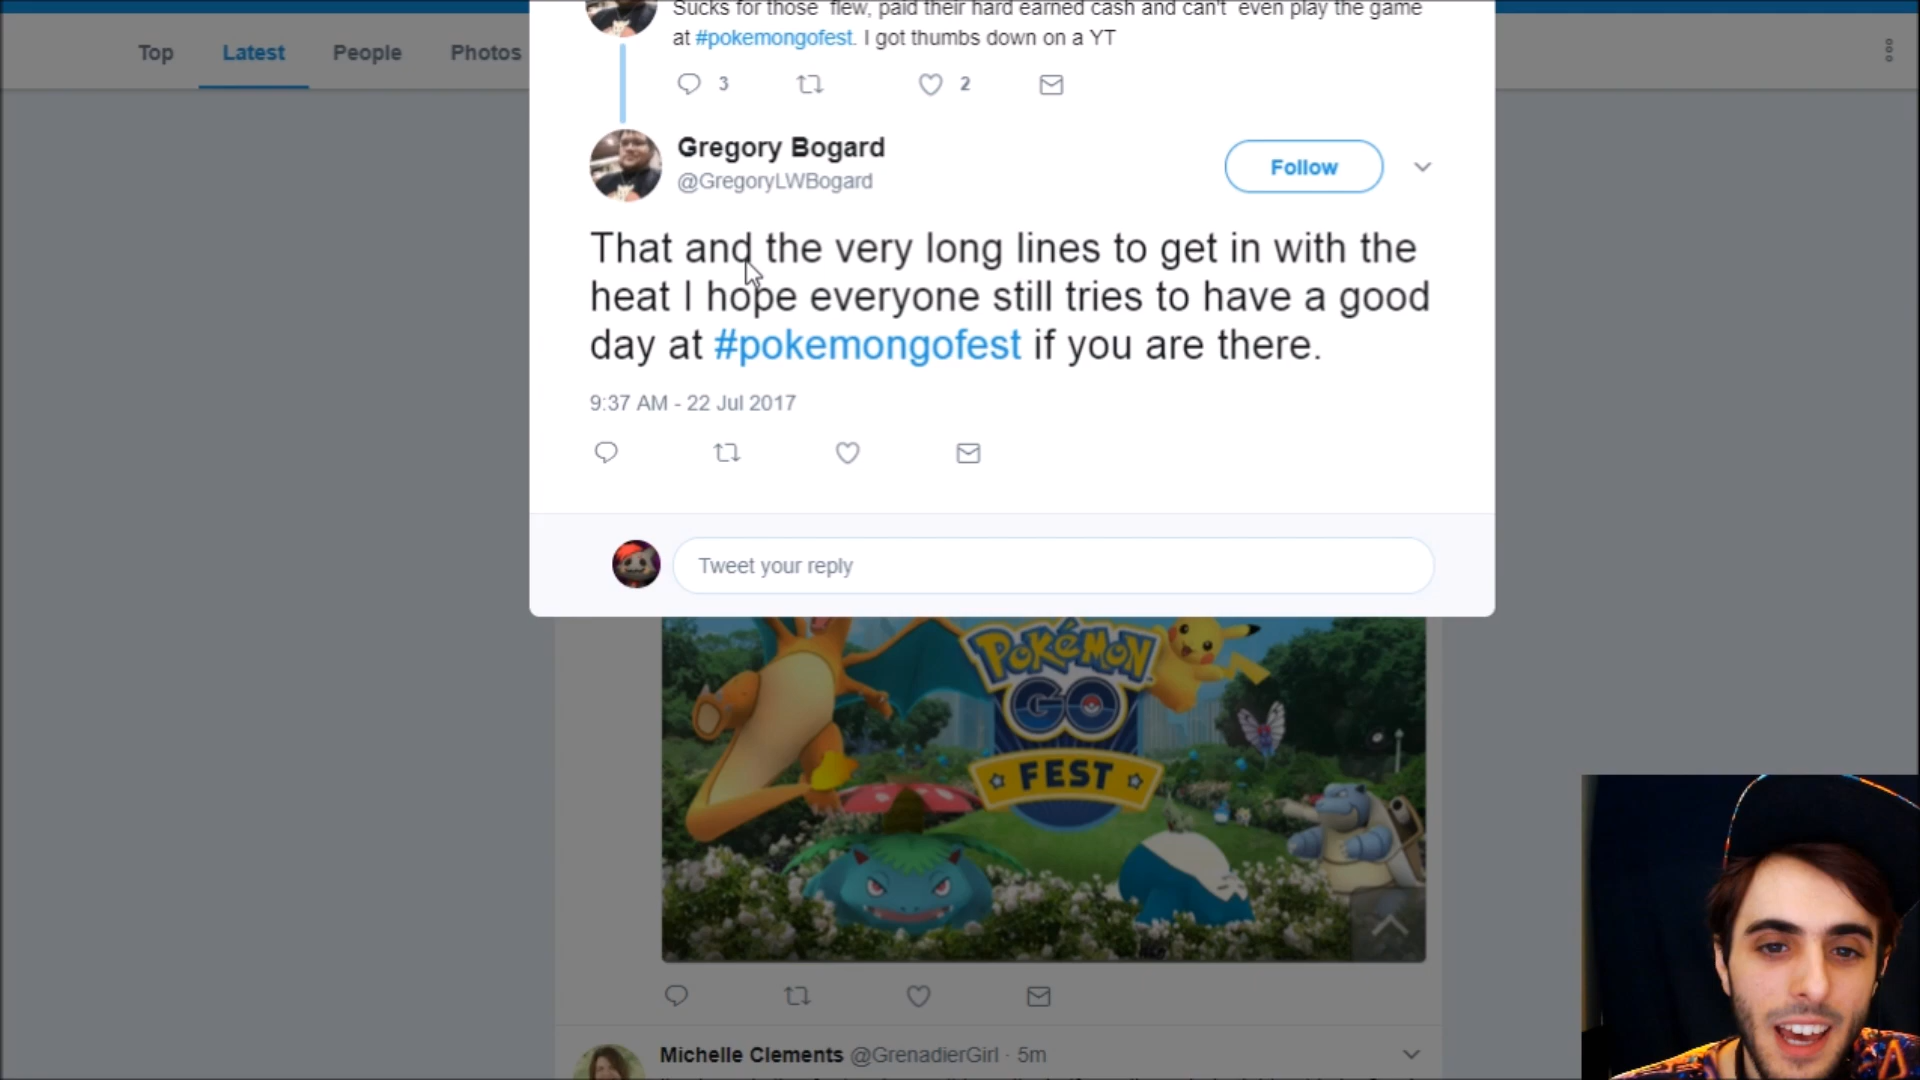 Sucks for those flew, paid their hard earned cash and can't even play the game
at #pokemongofest. I got thumbs down on a YT
Top Latest People Photos
3 2
Gregory Bogard
@GregoryLWBogard
Follow
That and the very long lines to get in with the
heat I hope everyone still tries to have a good
day at #pokemongofest if you are there.
9:37 AM - 22 Jul 2017
Tweet your reply
POKéMON
GO
FEST
Michelle Clements @GrenadierGirl · 5m